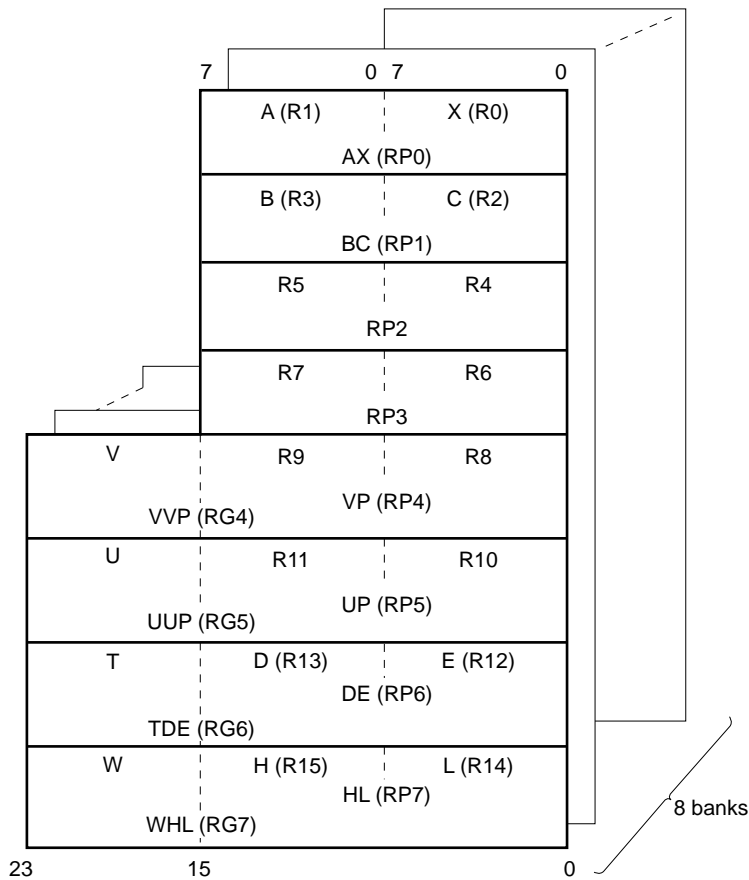 7 0 7 0
A (R1) X (R0)
AX (RP0)
B (R3) C (R2)
BC (RP1)
R5 R4
RP2
R7 R6
RP3
V R9 R8
VP (RP4)
VVP (RG4)
U R11 R10
UP (RP5)
UUP (RG5)
T D (R13) E (R12)
DE (RP6)
TDE (RG6)
W H (R15) L (R14)
HL (RP7)
8 banks
WHL (RG7)
23 15 0